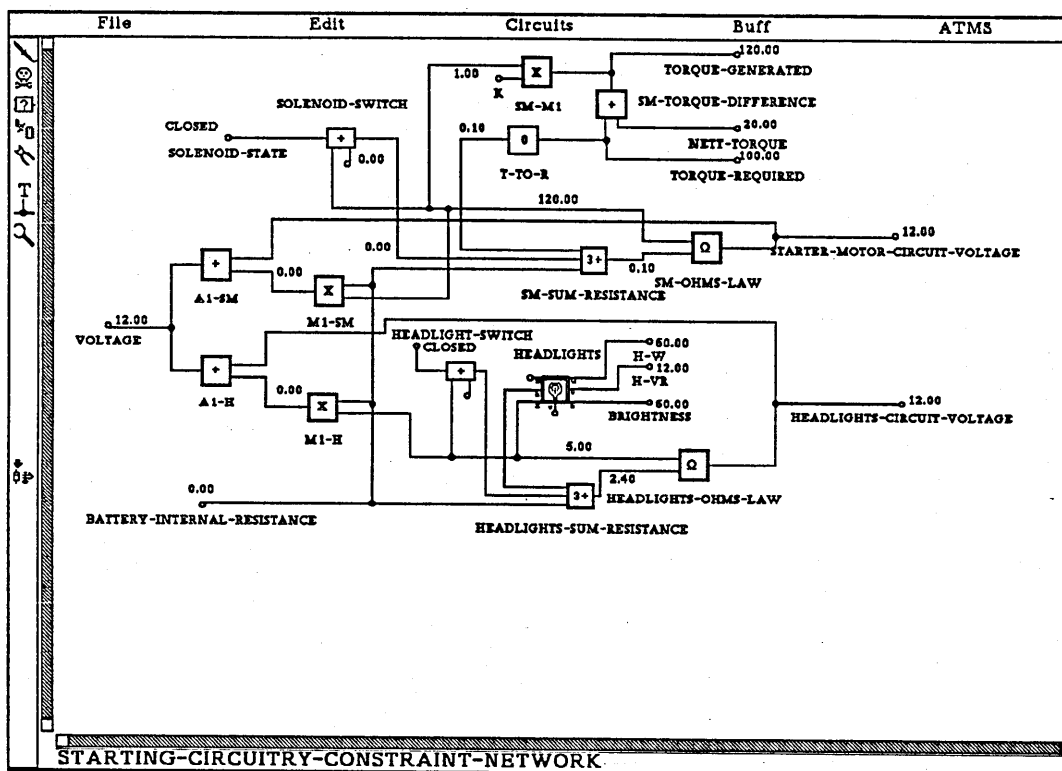 File Edit Circuits Buff ATMS
120.00
TORQUE-GENERATED
1.00
X
K
SM-M1
+
SM-TORQUE-DIFFERENCE
SOLENOID-SWITCH
CLOSED
SOLENOID-STATE
+
0.00
0.10
0
T-TO-R
20.00
NETT-TORQUE
100.00
TORQUE-REQUIRED
120.00
0.00
Ω
12.00
STARTER-MOTOR-CIRCUIT-VOLTAGE
+
A1-SM
0.00
X
M1-SM
3+
0.10
SM-OHMS-LAW
SM-SUM-RESISTANCE
12.00
VOLTAGE
HEADLIGHT-SWITCH
CLOSED
+
HEADLIGHTS
60.00
H-W
12.00
H-VR
60.00
BRIGHTNESS
+
A1-H
0.00
X
M1-H
12.00
HEADLIGHTS-CIRCUIT-VOLTAGE
5.00
Ω
2.40
HEADLIGHTS-OHMS-LAW
0.00
BATTERY-INTERNAL-RESISTANCE
3+
HEADLIGHTS-SUM-RESISTANCE
T
?
STARTING-CIRCUITRY-CONSTRAINT-NETWORK